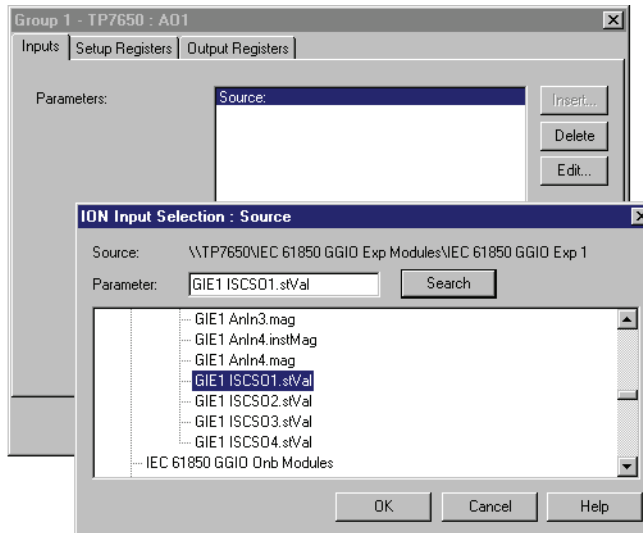 Group 1 - TP7650 : AO1
Inputs Setup Registers Output Registers
Parameters:
Source:
Insert...
Delete
Edit...
ION Input Selection : Source
Source: \\TP7650\IEC 61850 GGIO Exp Modules\IEC 61850 GGIO Exp 1
Parameter: GIE1 ISCSO1.stVal Search
GIE1 AnIn3.mag
GIE1 AnIn4.instMag
GIE1 AnIn4.mag
GIE1 ISCSO1.stVal
GIE1 ISCSO2.stVal
GIE1 ISCSO3.stVal
GIE1 ISCSO4.stVal
IEC 61850 GGIO Onb Modules
OK Cancel Help